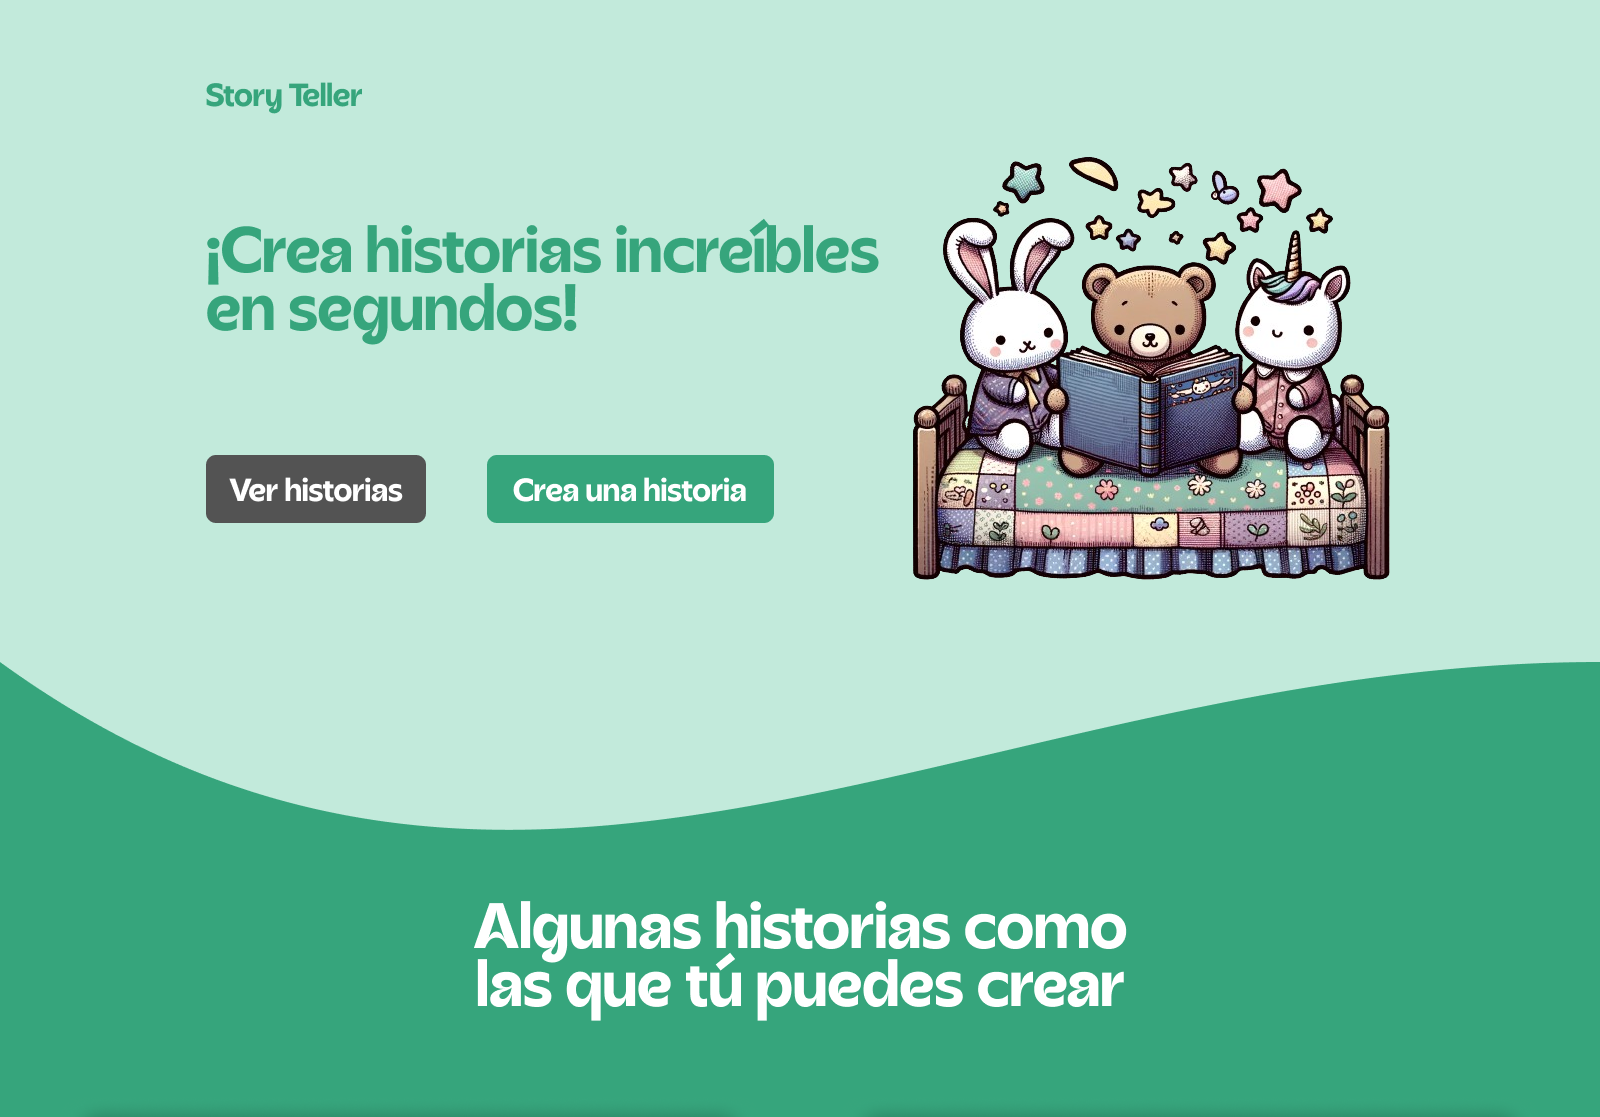 Story Teller
¡Crea historias increíbles
en segundos!
Ver historias
Crea una historia
Algunas historias como
las que tú puedes crear